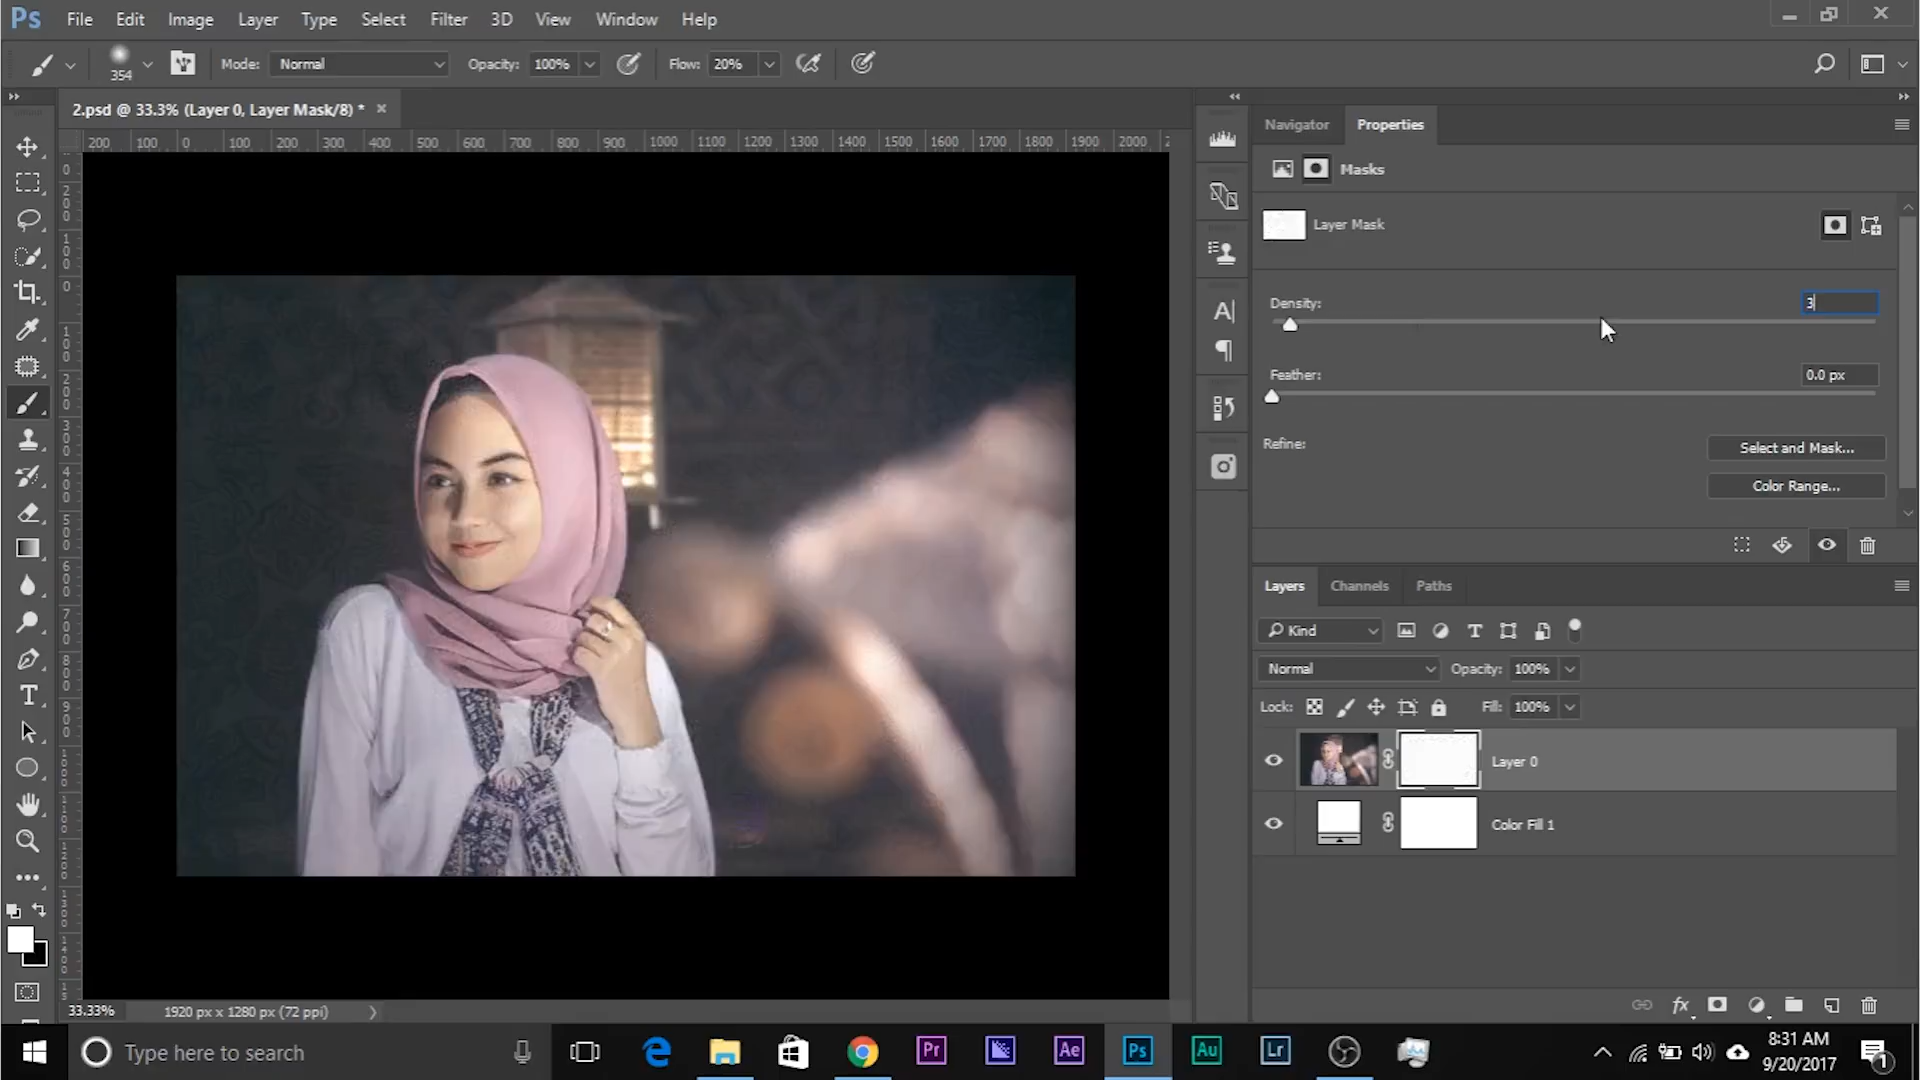 Ps File Edit Image Layer Type Select Filter 3D View Window Help
354 Mode: Normal Opacity: 100% Flow: 20%
2.psd @ 33.3% (Layer 0, Layer Mask/8) * ×
200 100 0 100 200 300 400 500 600 700 800 900 1000 1100 1200 1300 1400 1500 1600 1700 1800 1900 2000
Navigator Properties
Masks
Layer Mask
Density: 3
Feather: 0.0 px
Refine:
Select and Mask...
Color Range...
Layers Channels Paths
Kind
Normal Opacity: 100%
Lock: Fill: 100%
Layer 0
Color Fill 1
33.33% 1920 px x 1280 px (72 ppi)
Type here to search
Pr Ae Ps Au Lr
8:31 AM
9/20/2017
1